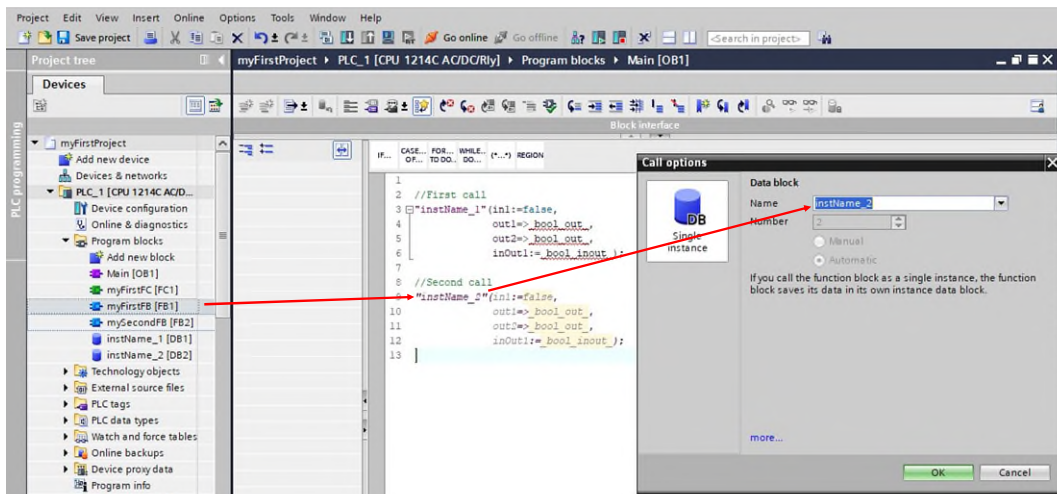 Project Edit View Insert Online Options Tools Window Help
Save project Go online Go offline <Search in project>
Project tree
myFirstProject ▸ PLC_1 [CPU 1214C AC/DC/Rly] ▸ Program blocks ▸ Main [OB1]
Devices
PLC programming
Block interface
myFirstProject
Add new device
Devices & networks
PLC_1 [CPU 1214C AC/D...
Device configuration
Online & diagnostics
Program blocks
Add new block
Main [OB1]
myFirstFC [FC1]
myFirstFB [FB1]
mySecondFB [FB2]
instName_1 [DB1]
instName_2 [DB2]
Technology objects
External source files
PLC tags
PLC data types
Watch and force tables
Online backups
Device proxy data
Program info
IF... CASE... OF... FOR... TO DO.. WHILE.. DO... (*...*) REGION
1
2 //First call
3 "instName_1"(in1:=false,
4 out1=>_bool_out_,
5 out2=>_bool_out_,
6 inOut1:=_bool_inout_);
7
8 //Second call
9 "instName_2"(in1:=false,
10 out1=>_bool_out_,
11 out2=>_bool_out_,
12 inOut1:=_bool_inout_);
13
Call options
DB
Single instance
Data block
Name instName_2
Number 2
Manual
Automatic
If you call the function block as a single instance, the function
block saves its data in its own instance data block.
more...
OK Cancel